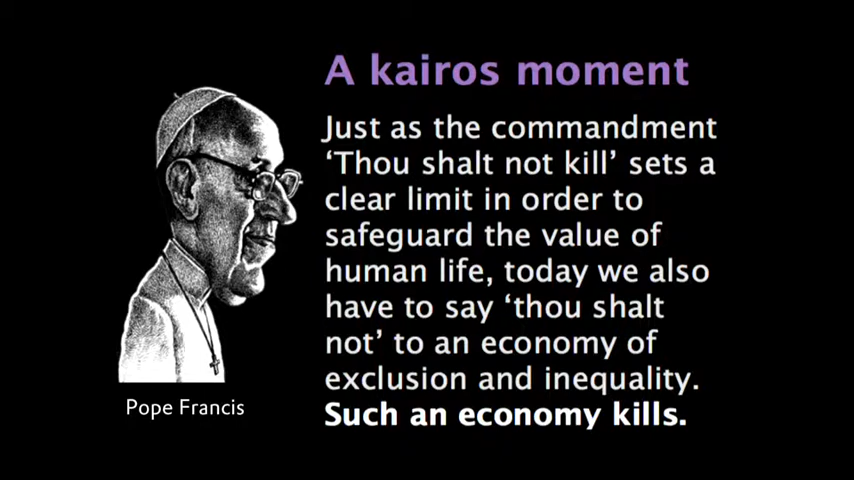 A kairos moment
Just as the commandment
‘Thou shalt not kill’ sets a
clear limit in order to
safeguard the value of
human life, today we also
have to say ‘thou shalt
not’ to an economy of
exclusion and inequality.
Such an economy kills.
Pope Francis